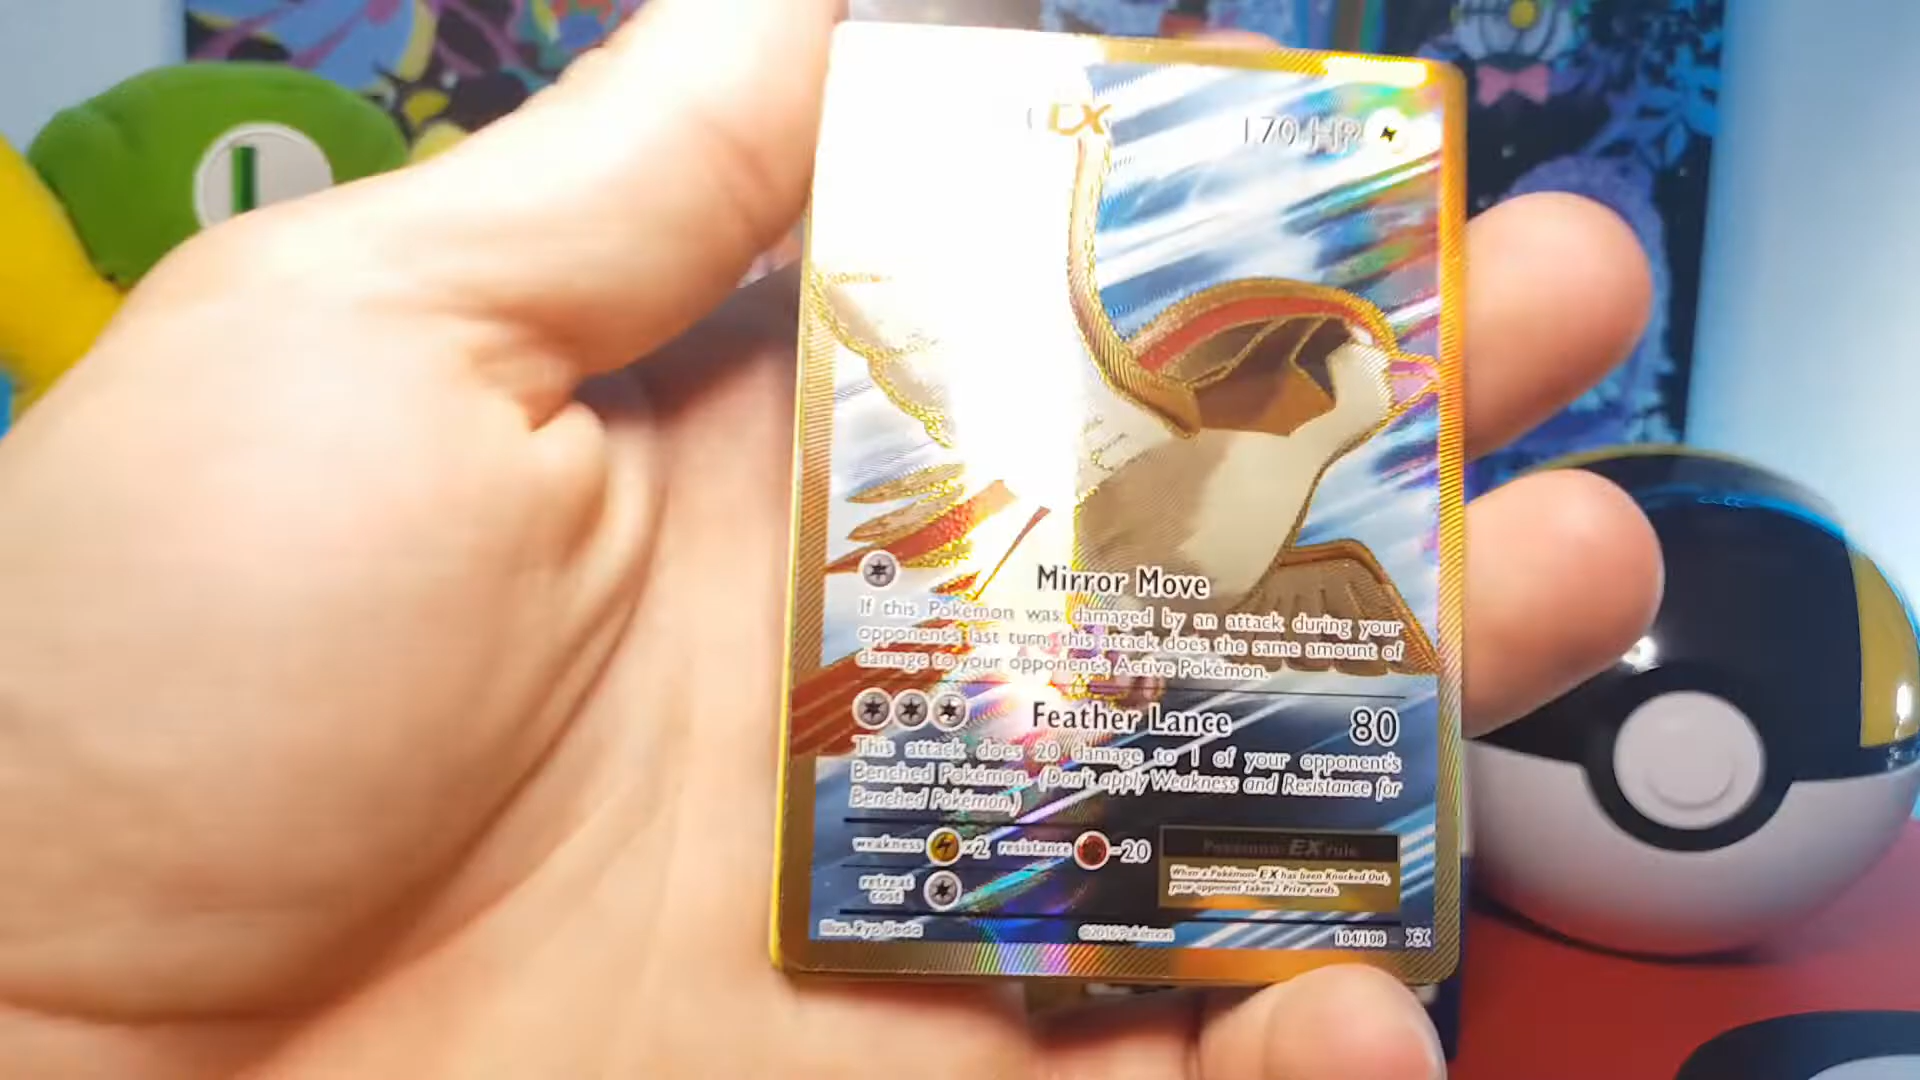 EX
170 HP
Mirror Move
If this Pokémon was damaged by an attack during your
opponent's last turn, this attack does the same amount of
damage to your opponent's Active Pokémon.
Feather Lance 80
This attack does 20 damage to 1 of your opponent's
Benched Pokémon. (Don't apply Weakness and Resistance for
Benched Pokémon.)
weakness ×2 resistance -20
Pokémon-EX rule
When a Pokémon-EX has been Knocked Out,
your opponent takes 2 Prize cards.
retreat
cost
Illus. Ryo Ueda ©2016 Pokémon 104/108